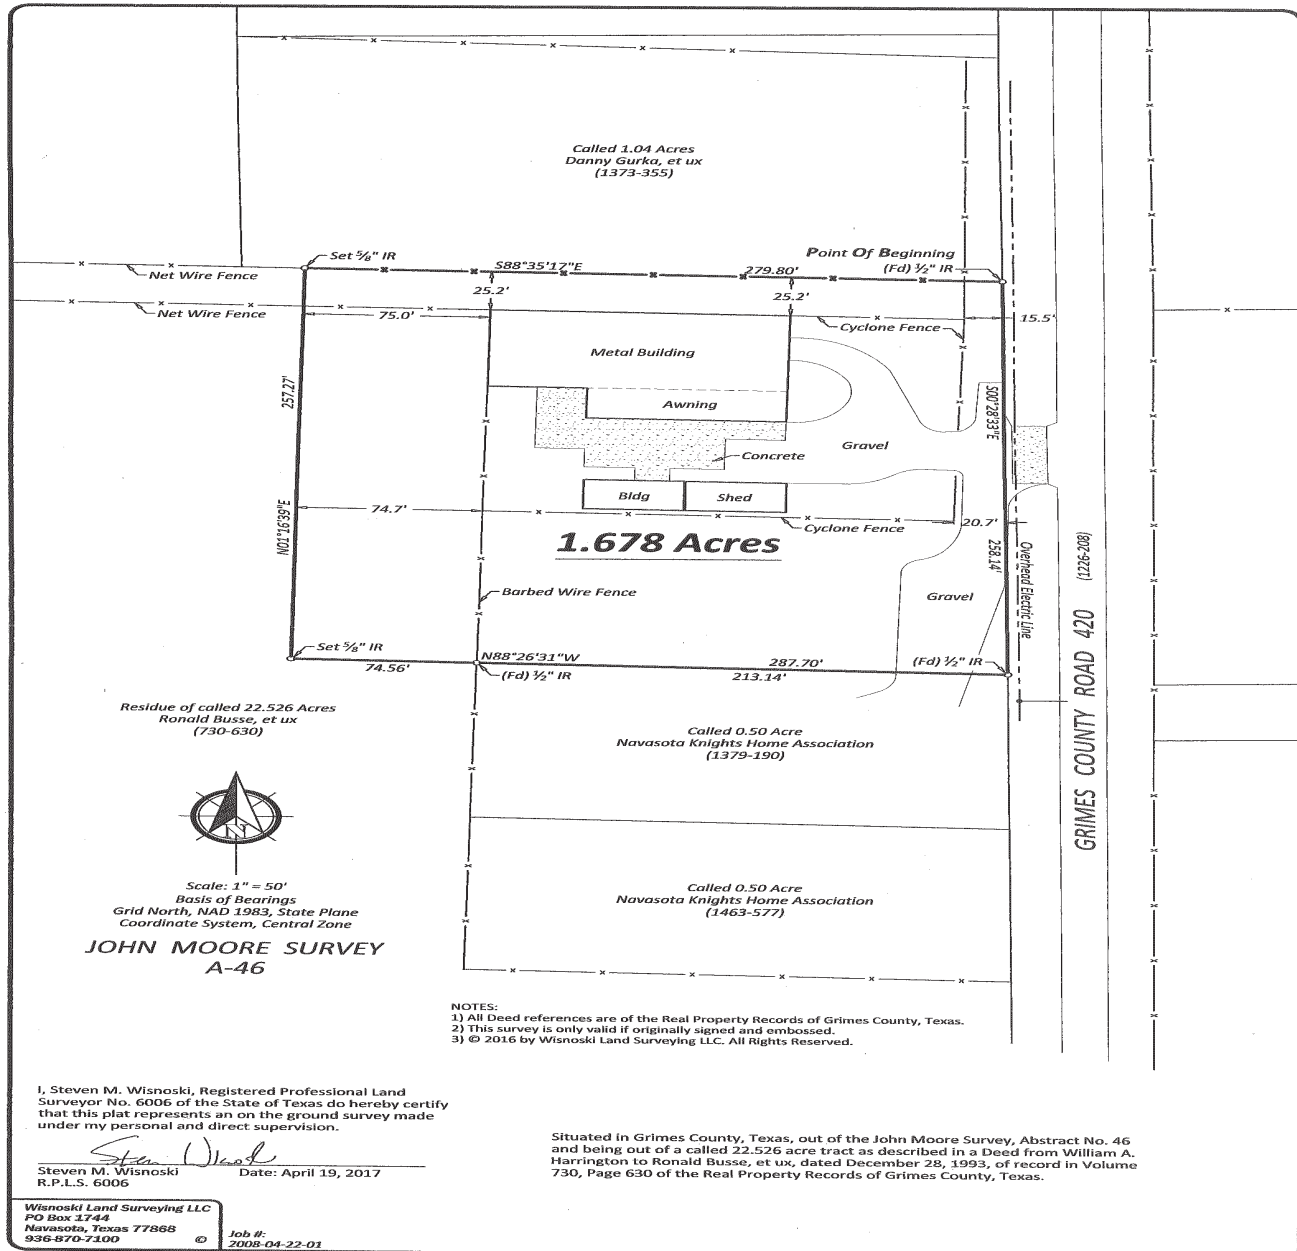 Called 1.04 Acres
Danny Gurka, et ux
(1373-355)
Set ⅝" IR
Point Of Beginning
(Fd) ½" IR
S88°35'17"E
279.80'
Net Wire Fence
Net Wire Fence
25.2'
25.2'
75.0'
Cyclone Fence
15.5'
Metal Building
257.27'
N01°16'39"E
S00°28'33"E
258.14'
Awning
Gravel
Concrete
Bldg
Shed
74.7'
Cyclone Fence
20.7'
1.678 Acres
Overhead Electric Line
GRIMES COUNTY ROAD 420 (1226-208)
Barbed Wire Fence
Gravel
Set ⅝" IR
N88°26'31"W
287.70'
(Fd) ½" IR
74.56'
(Fd) ½" IR
213.14'
Residue of called 22.526 Acres
Ronald Busse, et ux
(730-630)
Called 0.50 Acre
Navasota Knights Home Association
(1379-190)
N
Called 0.50 Acre
Navasota Knights Home Association
(1463-577)
Scale: 1" = 50'
Basis of Bearings
Grid North, NAD 1983, State Plane
Coordinate System, Central Zone
JOHN MOORE SURVEY
A-46
NOTES:
1) All Deed references are of the Real Property Records of Grimes County, Texas.
2) This survey is only valid if originally signed and embossed.
3) © 2016 by Wisnoski Land Surveying LLC. All Rights Reserved.
I, Steven M. Wisnoski, Registered Professional Land
Surveyor No. 6006 of the State of Texas do hereby certify
that this plat represents an on the ground survey made
under my personal and direct supervision.
Steven M. Wisnoski Date: April 19, 2017
R.P.L.S. 6006
Situated in Grimes County, Texas, out of the John Moore Survey, Abstract No. 46
and being out of a called 22.526 acre tract as described in a Deed from William A.
Harrington to Ronald Busse, et ux, dated December 28, 1993, of record in Volume
730, Page 630 of the Real Property Records of Grimes County, Texas.
Wisnoski Land Surveying LLC
PO Box 1744
Navasota, Texas 77868
936-870-7100 ©
Job #:
2008-04-22-01